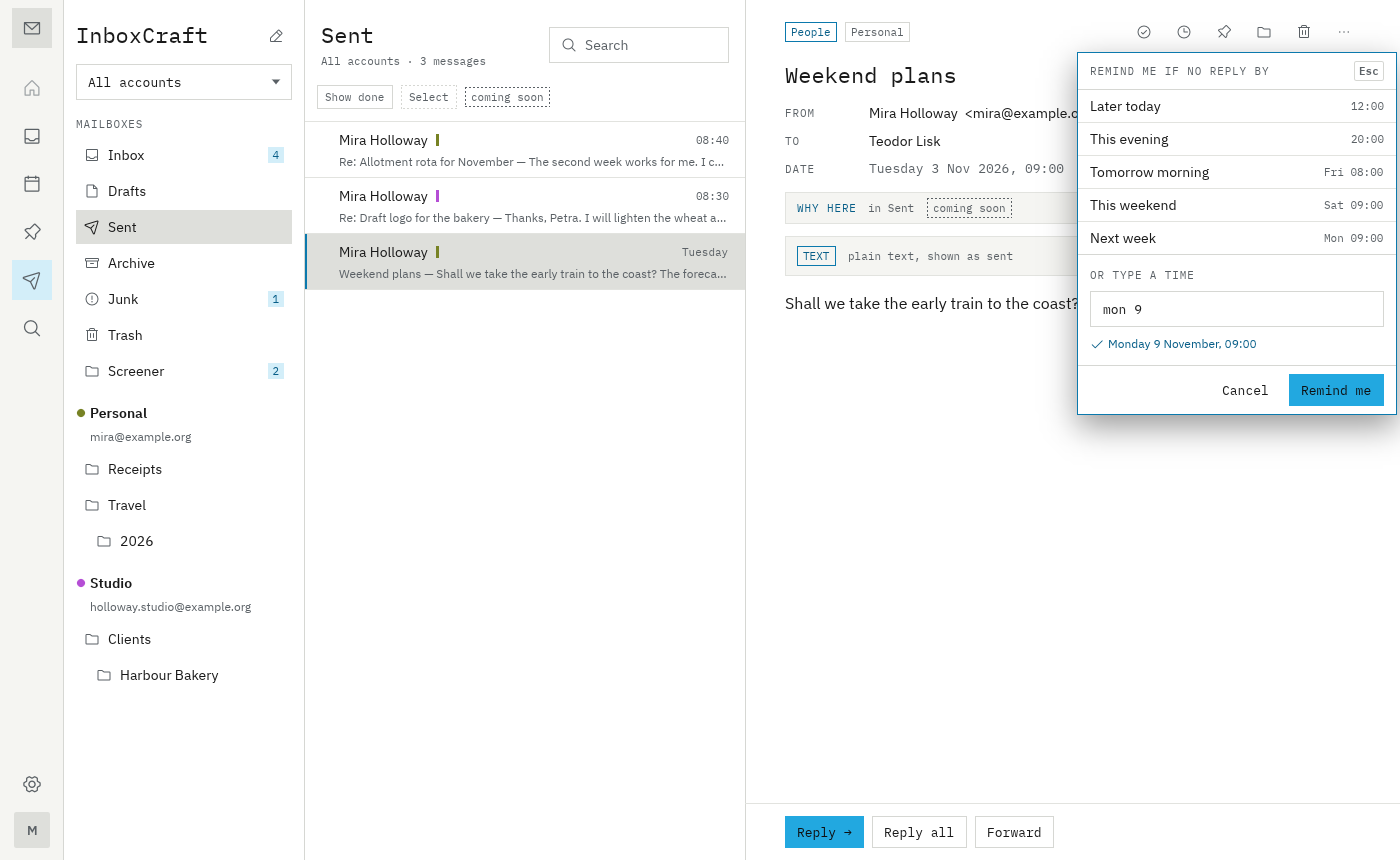 InboxCraft
All accounts
MAILBOXES
Inbox 4
Drafts
Sent
Archive
Junk 1
Trash
Screener 2
Personal
mira@example.org
Receipts
Travel
2026
Studio
holloway.studio@example.org
Clients
Harbour Bakery
M
Sent
All accounts · 3 messages
Search
Show done Select coming soon
Mira Holloway 08:40
Re: Allotment rota for November — The second week works for me. I c…
Mira Holloway 08:30
Re: Draft logo for the bakery — Thanks, Petra. I will lighten the wheat a…
Mira Holloway Tuesday
Weekend plans — Shall we take the early train to the coast? The foreca…
People Personal
Weekend plans
FROM Mira Holloway <mira@example.o
TO Teodor Lisk
DATE Tuesday 3 Nov 2026, 09:00
WHY HERE in Sent coming soon
TEXT plain text, shown as sent
Shall we take the early train to the coast?
REMIND ME IF NO REPLY BY Esc
Later today 12:00
This evening 20:00
Tomorrow morning Fri 08:00
This weekend Sat 09:00
Next week Mon 09:00
OR TYPE A TIME
mon 9
Monday 9 November, 09:00
Cancel Remind me
Reply → Reply all Forward